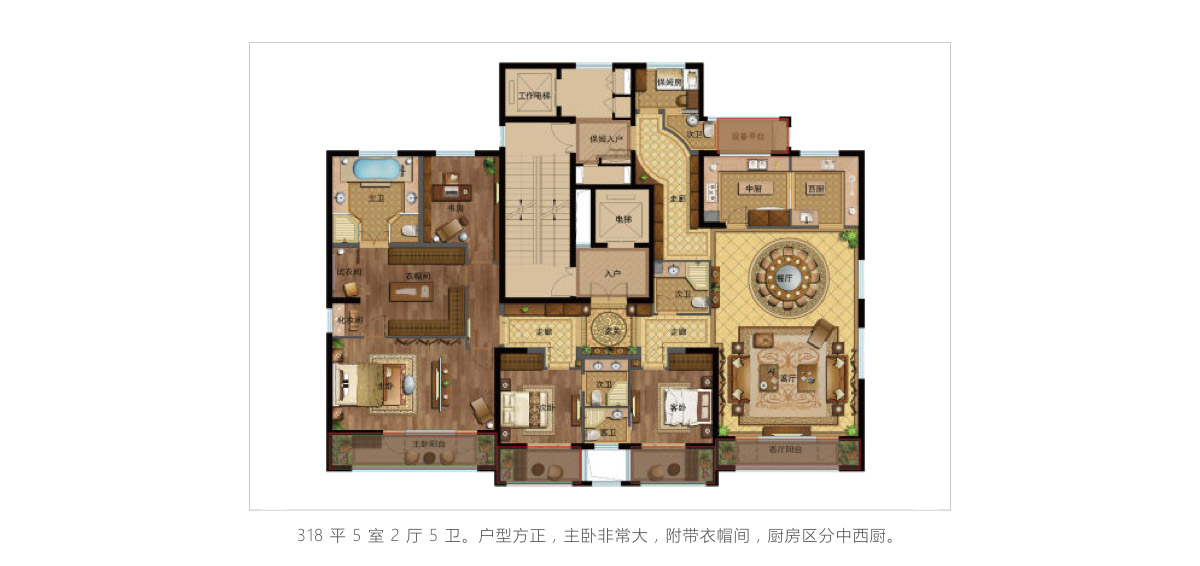 工作电梯
保姆房
次卫
设备平台
保姆入户
主卫
书房
走廊
中厨
西厨
电梯
试衣间
衣帽间
入户
次卫
餐厅
化妆间
走廊
玄关
走廊
主卧
次卧
次卫
客卧
客厅
客卫
主卧阳台
客厅阳台
318 平 5 室 2 厅 5 卫。户型方正，主卧非常大，附带衣帽间，厨房区分中西厨。